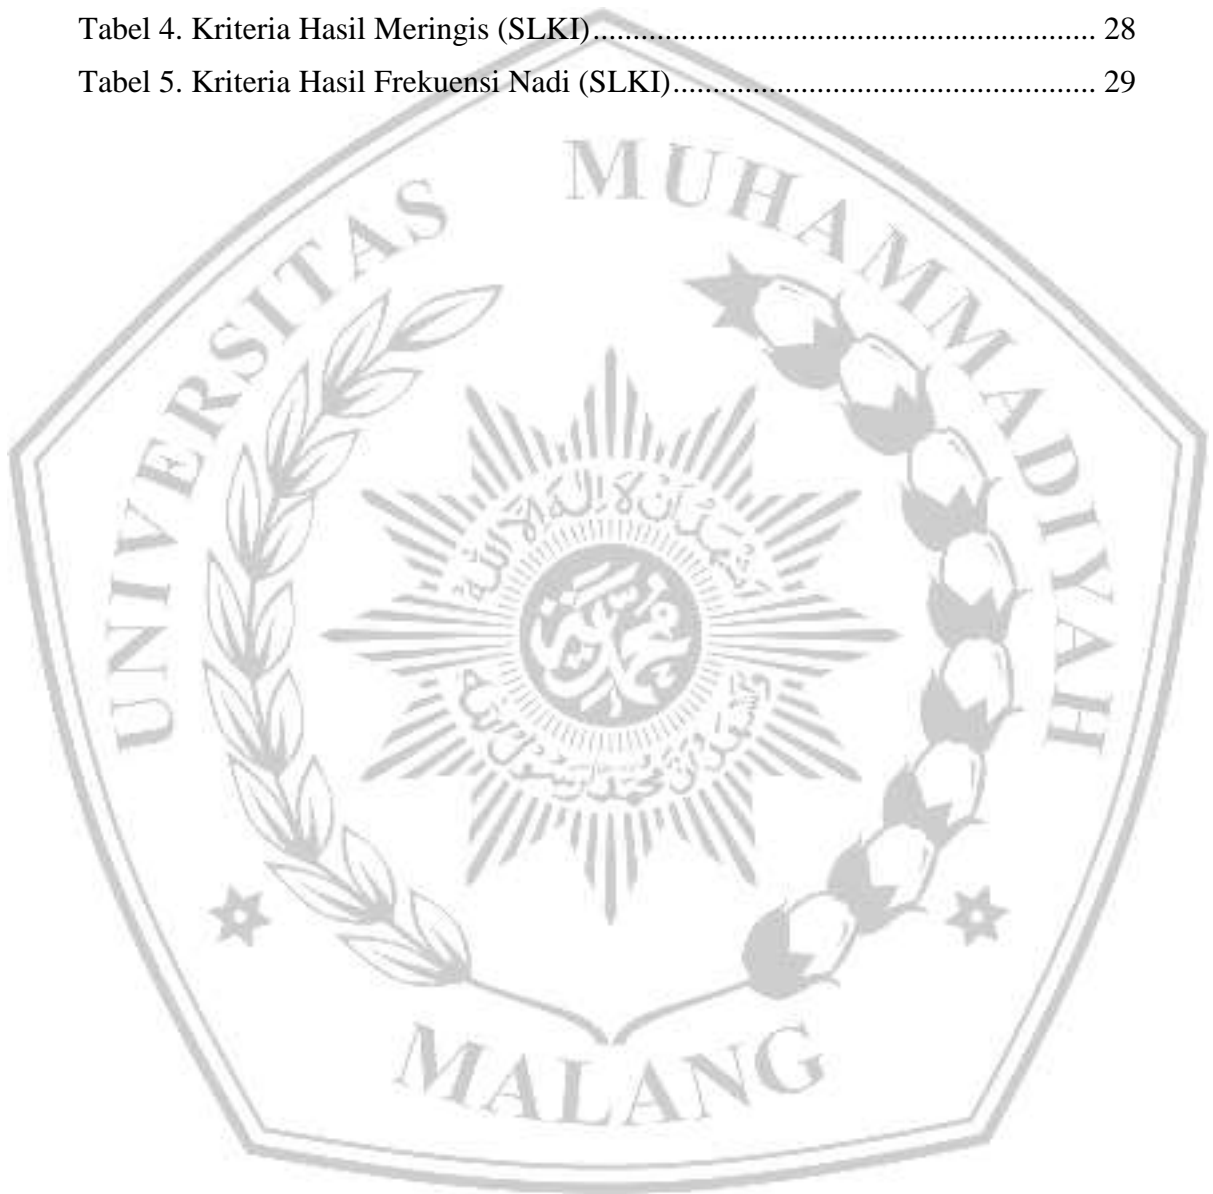 Tabel 4. Kriteria Hasil Meringis (SLKI)................................................................ 28
Tabel 5. Kriteria Hasil Frekuensi Nadi (SLKI)...................................................... 29
UNIVERSITAS MUHAMMADIYAH
MALANG